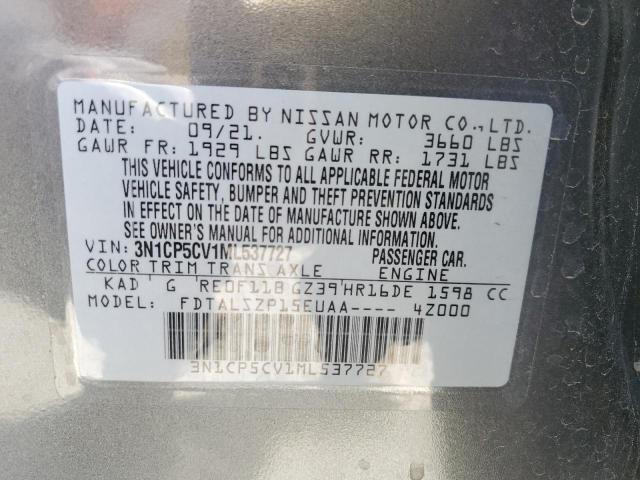 MANUFACTURED BY NISSAN MOTOR CO.,LTD.
DATE: 09/21. GVWR: 3660 LBS
GAWR FR: 1929 LBS GAWR RR: 1731 LBS
THIS VEHICLE CONFORMS TO ALL APPLICABLE FEDERAL MOTOR
VEHICLE SAFETY, BUMPER AND THEFT PREVENTION STANDARDS
IN EFFECT ON THE DATE OF MANUFACTURE SHOWN ABOVE.
SEE OWNER'S MANUAL OR HANDBOOK FOR MORE INFORMATION
VIN: 3N1CP5CV1ML537727 PASSENGER CAR.
COLOR TRIM TRANS AXLE ENGINE
KAD G RE0F11B GZ39 HR16DE 1598 CC
MODEL: FDTALSZP15EUAA---- 4Z000
3N1CP5CV1ML537727